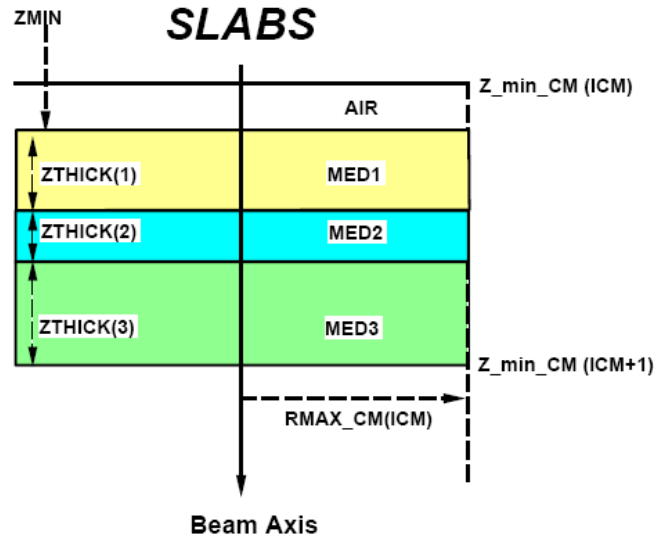 ZMIN
SLABS
Z_min_CM (ICM)
AIR
ZTHICK(1)
MED1
ZTHICK(2)
MED2
ZTHICK(3)
MED3
Z_min_CM (ICM+1)
RMAX_CM(ICM)
Beam Axis